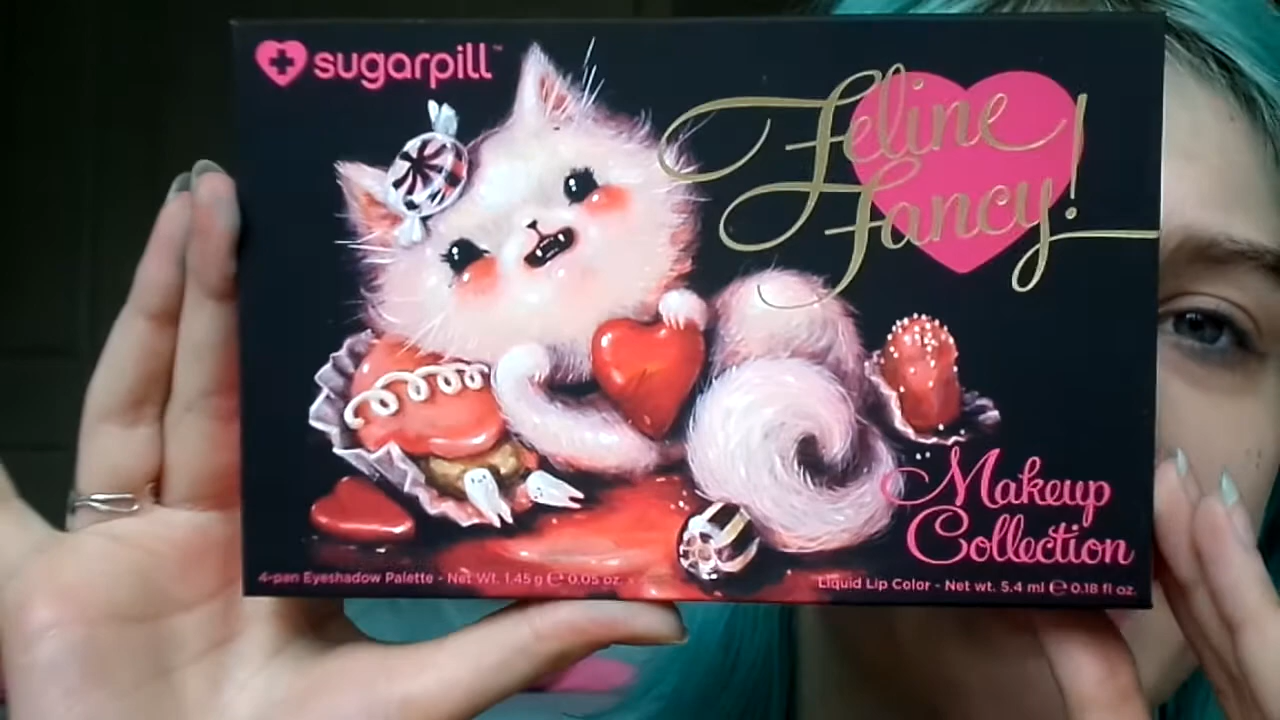 sugarpill™
Feline
Fancy!
Makeup
Collection
4-pan Eyeshadow Palette - Net Wt. 1.45 g ℮ 0.05 oz.
Liquid Lip Color - Net wt. 5.4 ml ℮ 0.18 fl oz.